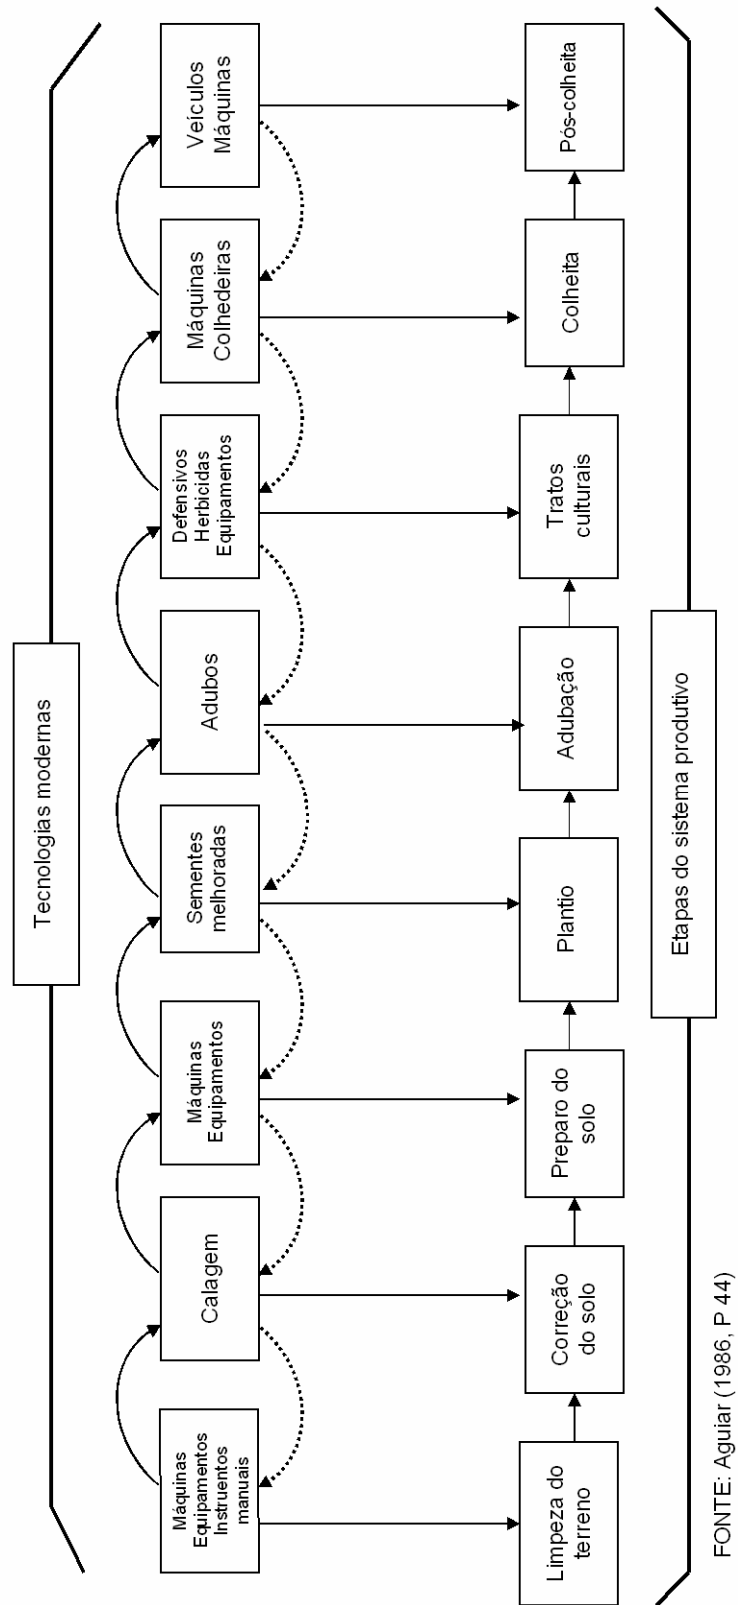 Tecnologias modernas
Máquinas
Equipamentos
Instruentos
manuais
Calagem
Máquinas
Equipamentos
Sementes
melhoradas
Adubos
Defensivos
Herbicidas
Equipamentos
Máquinas
Colhedeiras
Veículos
Máquinas
Limpeza do
terreno
Correção
do solo
Preparo do
solo
Plantio
Adubação
Tratos
culturais
Colheita
Pós-colheita
Etapas do sistema produtivo
FONTE: Aguiar (1986, P 44)